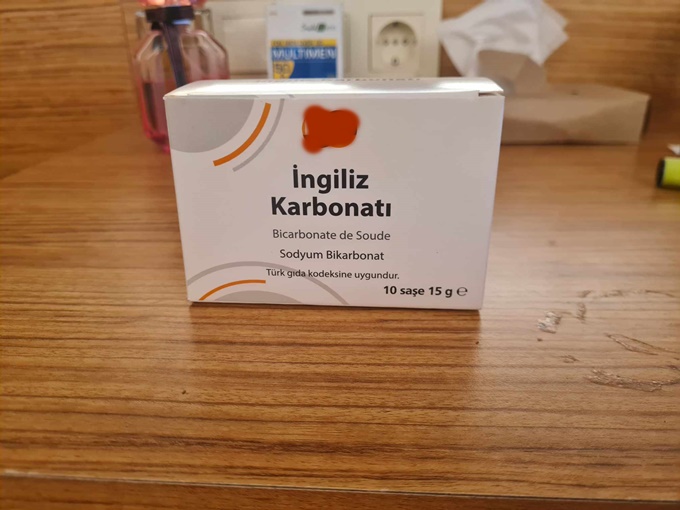 MULTIMEN
İngiliz
Karbonatı
Bicarbonate de Soude
Sodyum Bikarbonat
Türk gıda kodeksine uygundur.
10 saşe 15 g ℮